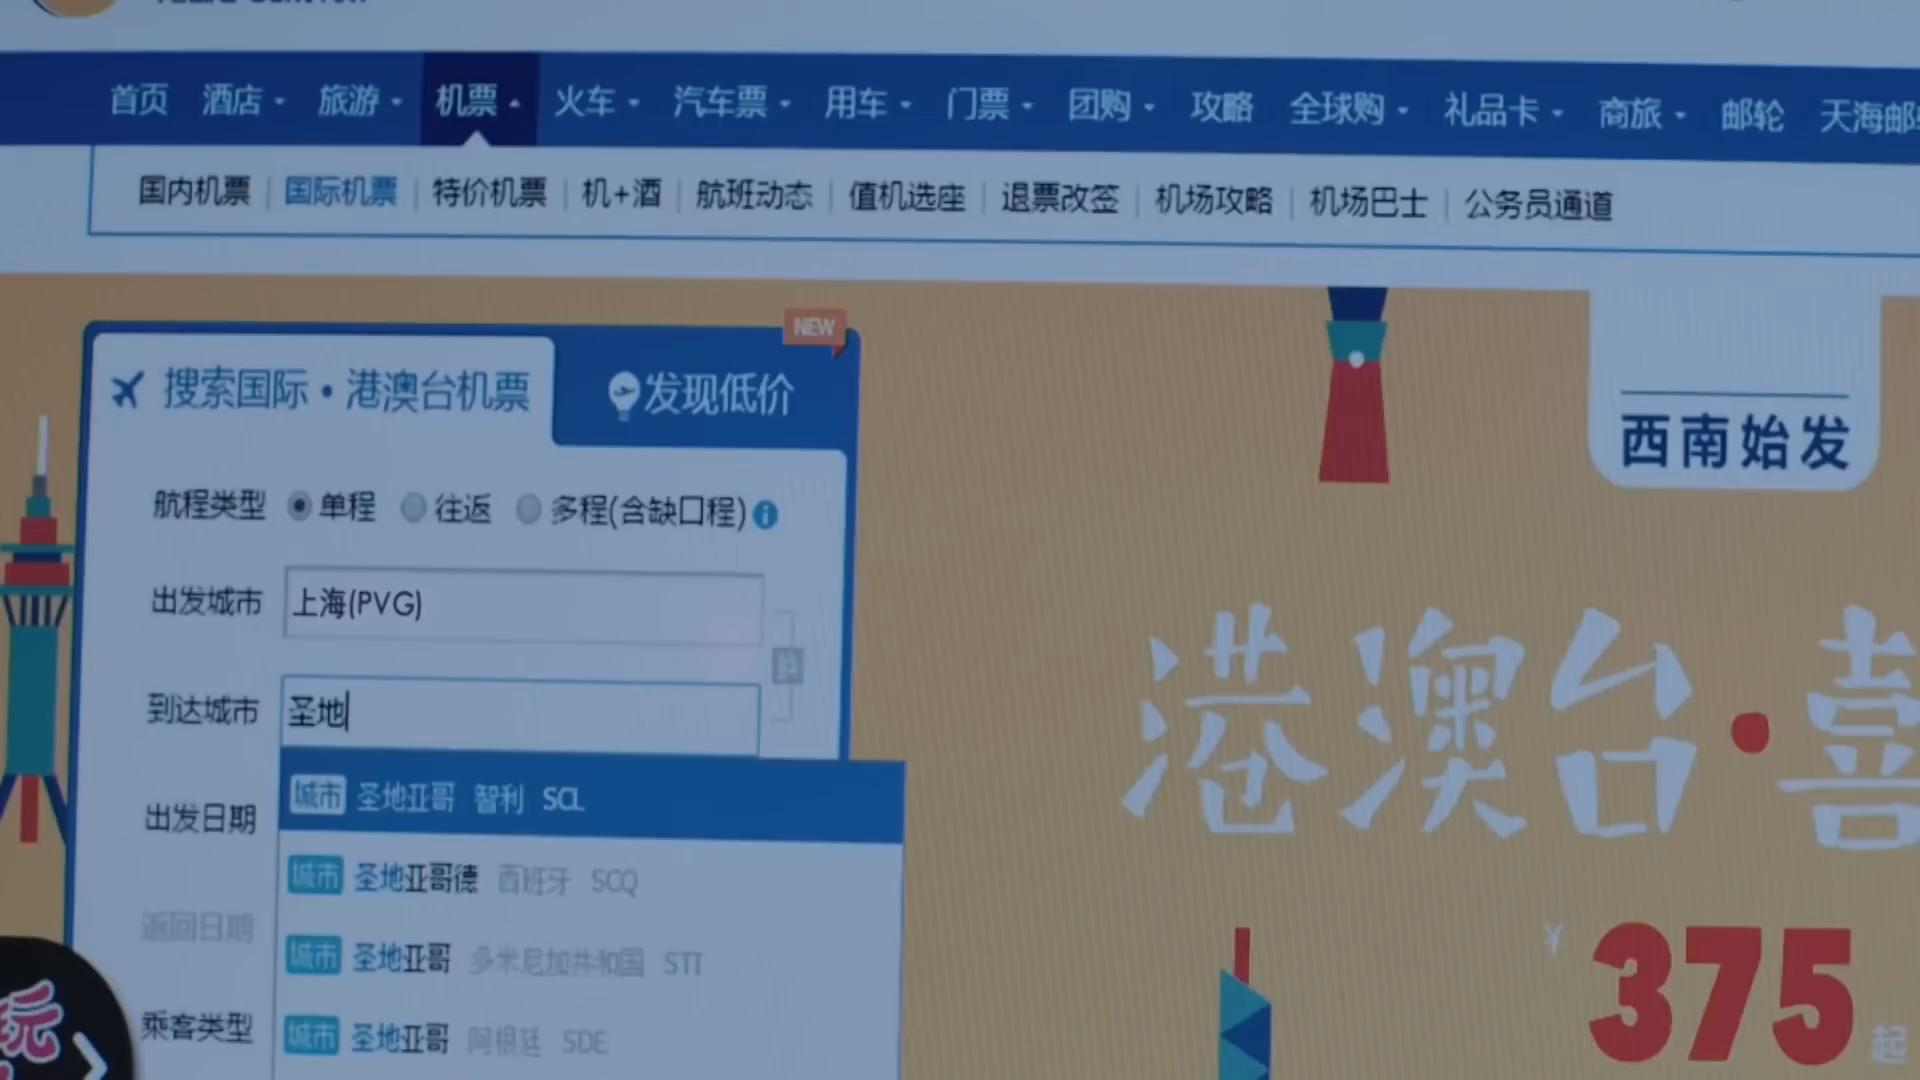 首页 酒店 旅游 机票 火车 汽车票 用车 门票 团购 攻略 全球购 礼品卡 商旅 邮轮 天海邮
国内机票 国际机票 特价机票 机+酒 航班动态 值机选座 退票改签 机场攻略 机场巴士 公务员通道
NEW
搜索国际·港澳台机票 发现低价
西南始发
航程类型 单程 往返 多程(含缺口程)
出发城市 上海(PVG)
到达城市 圣地
港澳台·喜
出发日期
城市 圣地亚哥 智利 SCL
城市 圣地亚哥德 西班牙 SCQ
返回日期
城市 圣地亚哥 多米尼加共和国 STI
¥375起
乘客类型
城市 圣地亚哥 阿根廷 SDE
玩